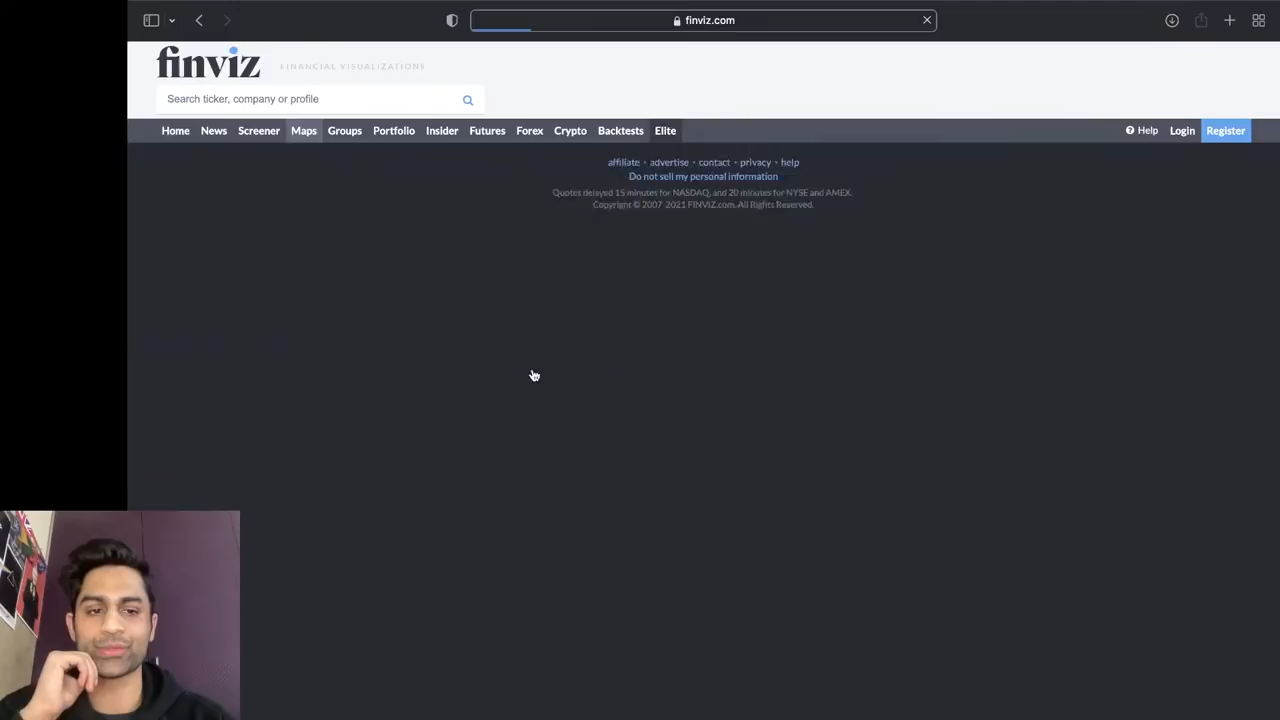 finviz.com
finviz
FINANCIAL VISUALIZATIONS
Search ticker, company or profile
Home News Screener Maps Groups Portfolio Insider Futures Forex Crypto Backtests Elite Help Login Register
affiliate • advertise • contact • privacy • help
Do not sell my personal information
Quotes delayed 15 minutes for NASDAQ, and 20 minutes for NYSE and AMEX.
Copyright © 2007-2021 FINVIZ.com. All Rights Reserved.